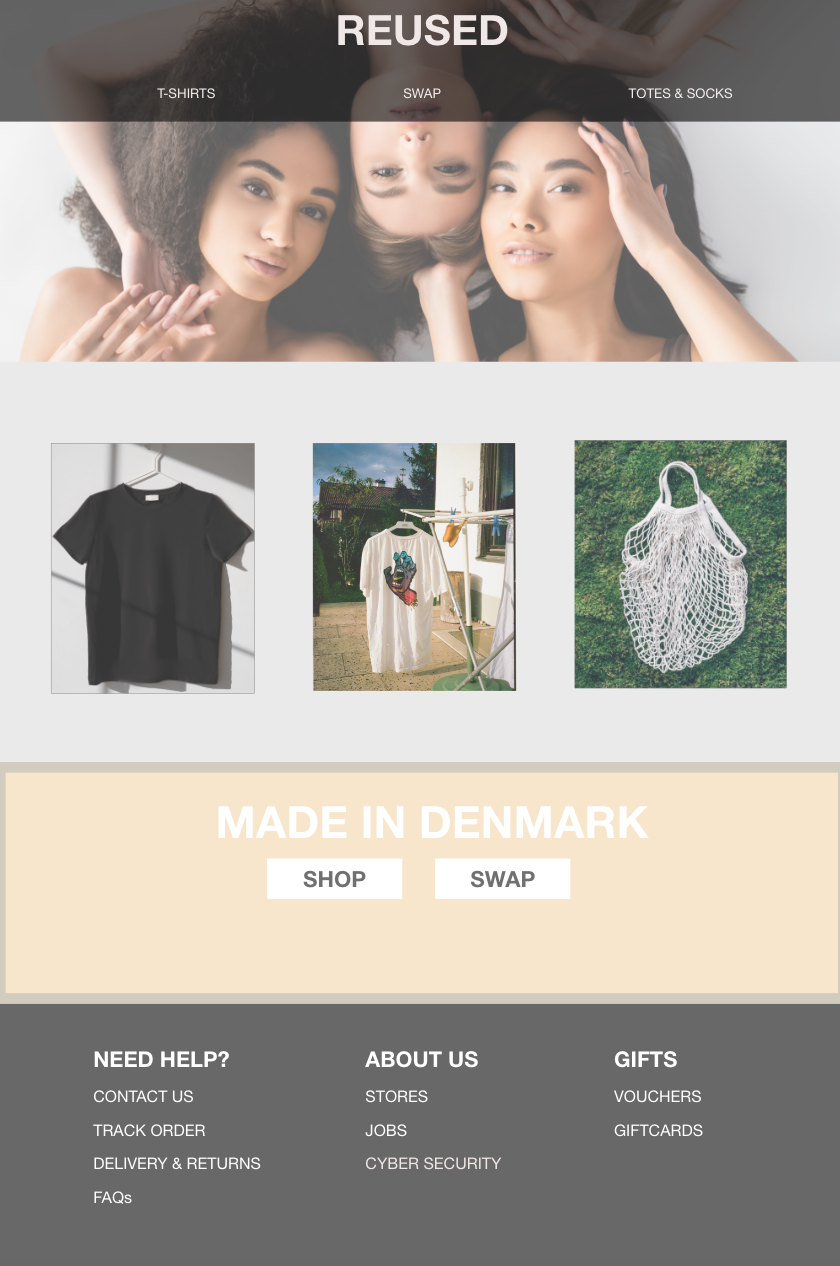 REUSED
T-SHIRTS SWAP TOTES & SOCKS
MADE IN DENMARK
SHOP SWAP
NEED HELP? ABOUT US GIFTS
CONTACT US STORES VOUCHERS
TRACK ORDER JOBS GIFTCARDS
DELIVERY & RETURNS CYBER SECURITY
FAQs